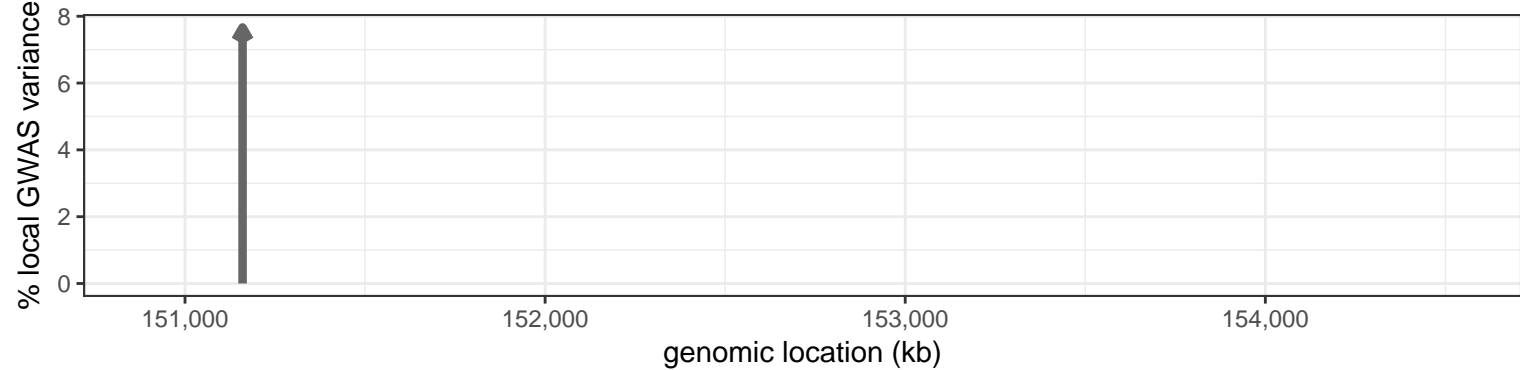 % local GWAS variance
8
6
4
2
0
151,000 152,000 153,000 154,000
genomic location (kb)